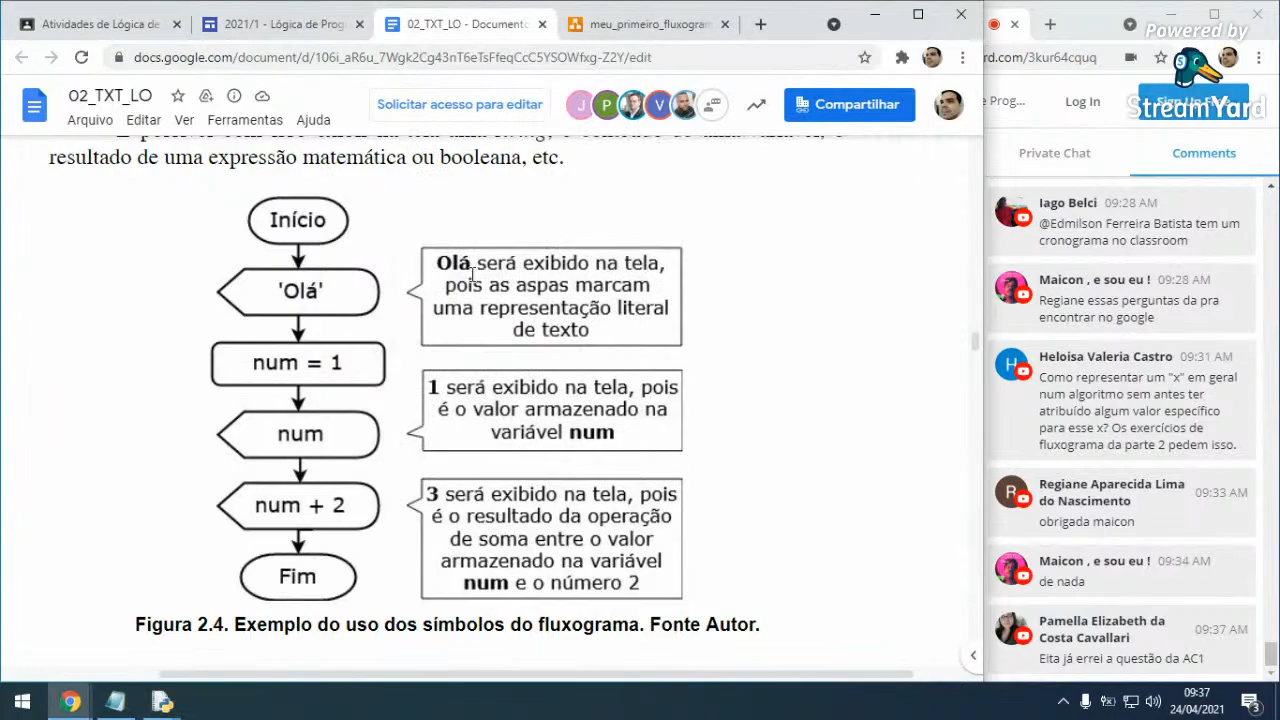 Atividades de Lógica de
2021/1 - Lógica de Prog
02_TXT_LO - Document
meu_primeiro_fluxogram
docs.google.com/document/d/106i_aR6u_7Wgk2Cg43nT6eTsFfeqCcC5YSOWfxg-Z2Y/edit
rd.com/3kur64cquq
Powered by
StreamYard
02_TXT_LO
Arquivo Editar Ver Ferramentas Ajuda
Solicitar acesso para editar
J P V
Compartilhar
e Prog...
Log In
Private Chat
Comments
resultado de uma expressão matemática ou booleana, etc.
Início
'Olá'
num = 1
num
num + 2
Fim
Olá será exibido na tela,
pois as aspas marcam
uma representação literal
de texto
1 será exibido na tela, pois
é o valor armazenado na
variável num
3 será exibido na tela, pois
é o resultado da operação
de soma entre o valor
armazenado na variável
num e o número 2
Figura 2.4. Exemplo do uso dos símbolos do fluxograma. Fonte Autor.
Iago Belci 09:28 AM
@Edmilson Ferreira Batista tem um
cronograma no classroom
Maicon , e sou eu ! 09:28 AM
Regiane essas perguntas da pra
encontrar no google
Heloisa Valeria Castro 09:31 AM
Como representar um "x" em geral
num algoritmo sem antes ter
atribuído algum valor específico
para esse x? Os exercícios de
fluxograma da parte 2 pedem isso.
R
Regiane Aparecida Lima
do Nascimento 09:33 AM
obrigada maicon
Maicon , e sou eu ! 09:34 AM
de nada
Pamella Elizabeth da
Costa Cavallari 09:37 AM
Eita já errei a questão da AC1
09:37
24/04/2021
3